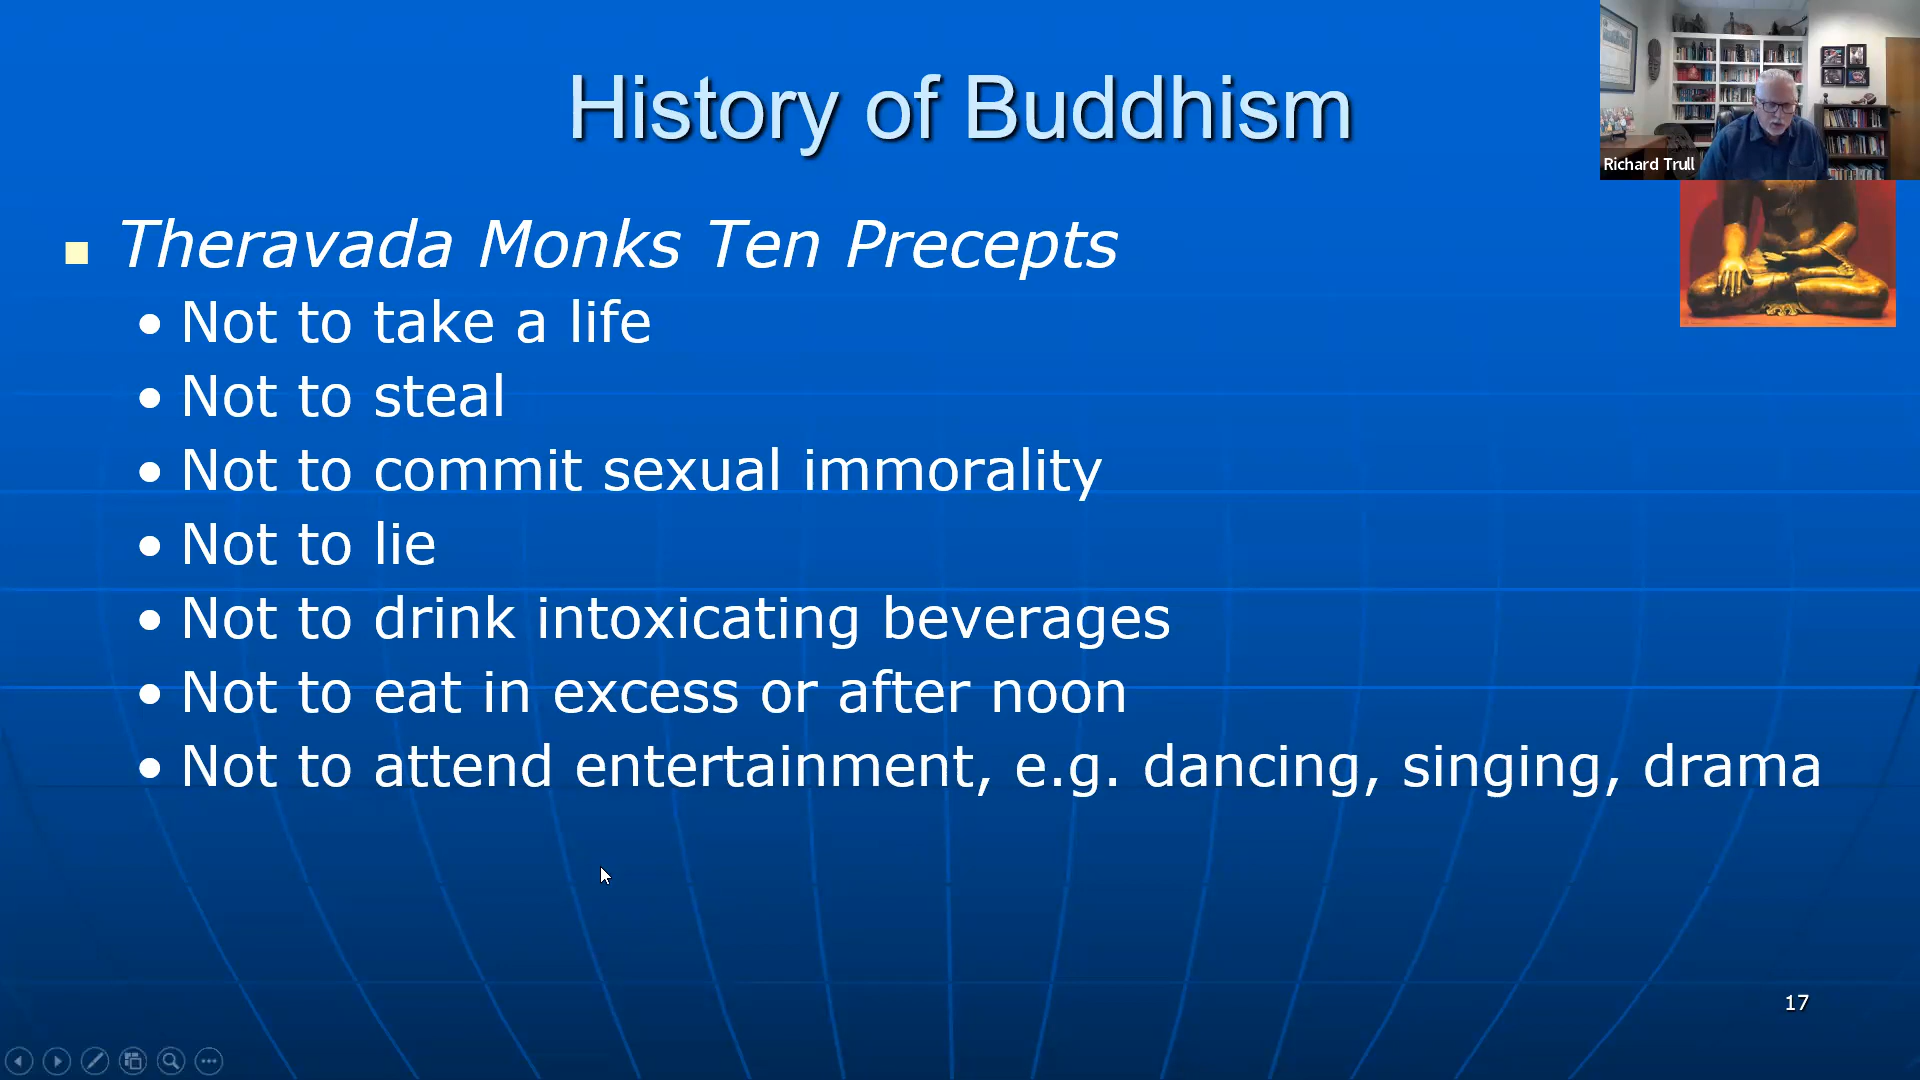 History of Buddhism
Richard Trull
Theravada Monks Ten Precepts
Not to take a life
Not to steal
Not to commit sexual immorality
Not to lie
Not to drink intoxicating beverages
Not to eat in excess or after noon
Not to attend entertainment, e.g. dancing, singing, drama
17